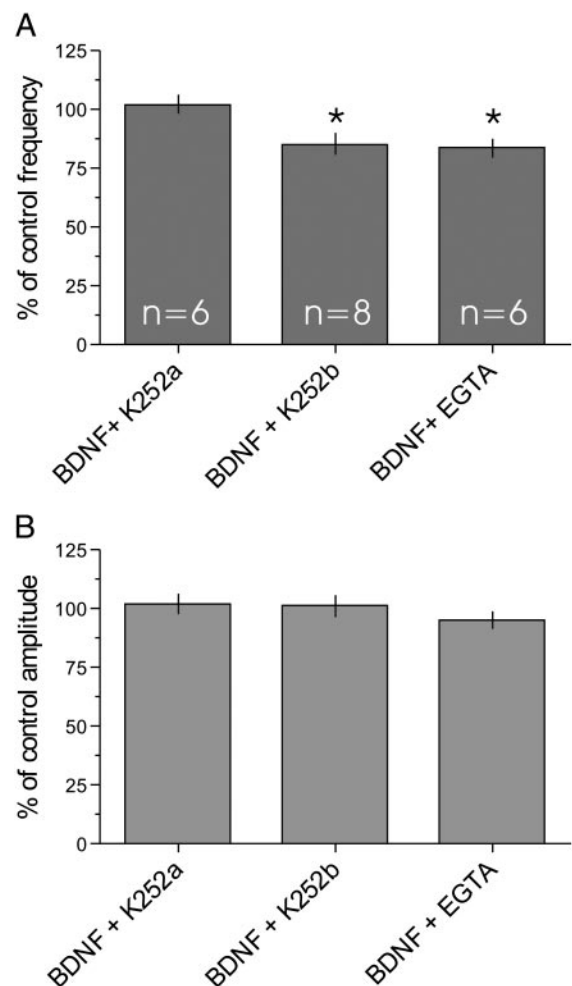 A
% of control frequency
125
100
75
50
25
0
* *
n=6 n=8 n=6
BDNF+ K252a
BDNF + K252b
BDNF+ EGTA
B
% of control amplitude
125
100
75
50
25
0
BDNF + K252a
BDNF + K252b
BDNF + EGTA